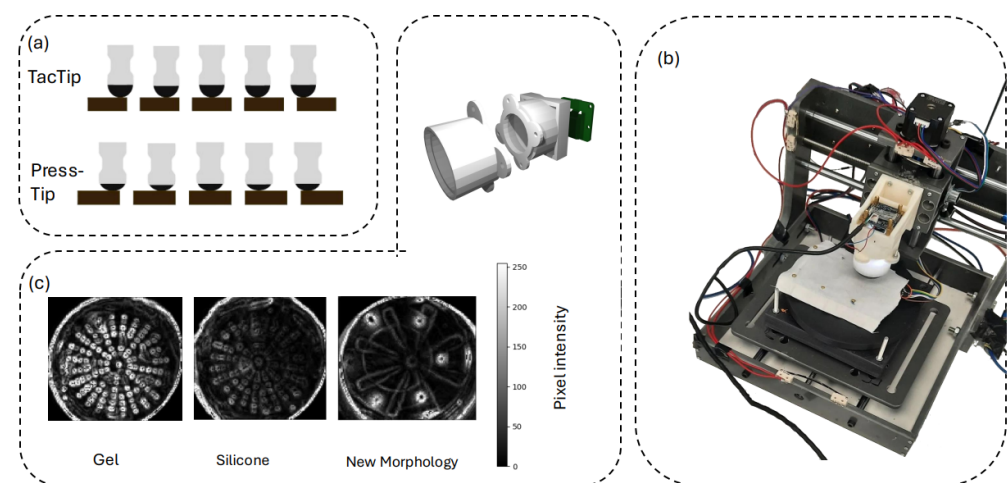 (a)
TacTip
Press-
Tip
(b)
(c)
250
200
150
100
50
0
Pixel intensity
Gel
Silicone
New Morphology